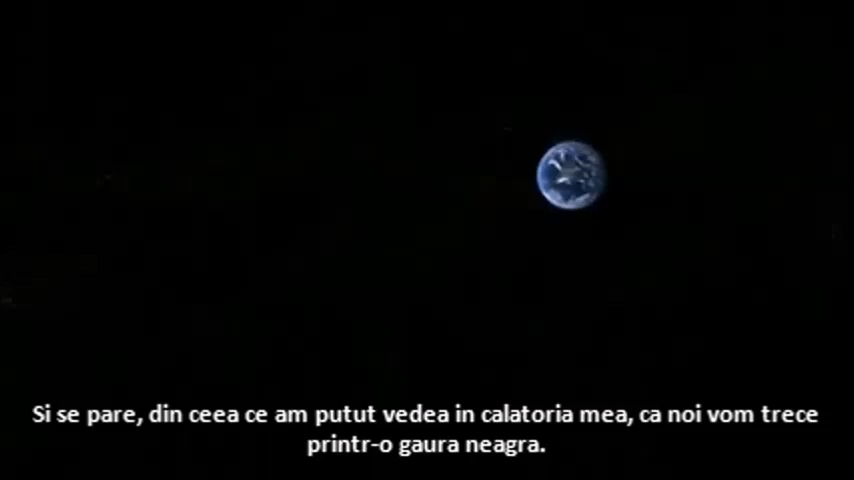 Si se pare, din ceea ce am putut vedea in calatoria mea, ca noi vom trece
printr-o gaura neagra.